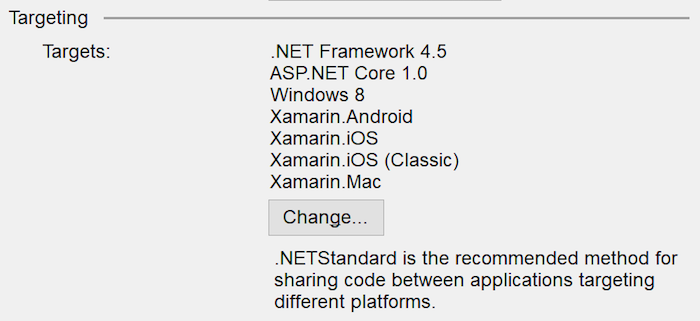 Targeting
Targets:
.NET Framework 4.5
ASP.NET Core 1.0
Windows 8
Xamarin.Android
Xamarin.iOS
Xamarin.iOS (Classic)
Xamarin.Mac
Change...
.NETStandard is the recommended method for
sharing code between applications targeting
different platforms.